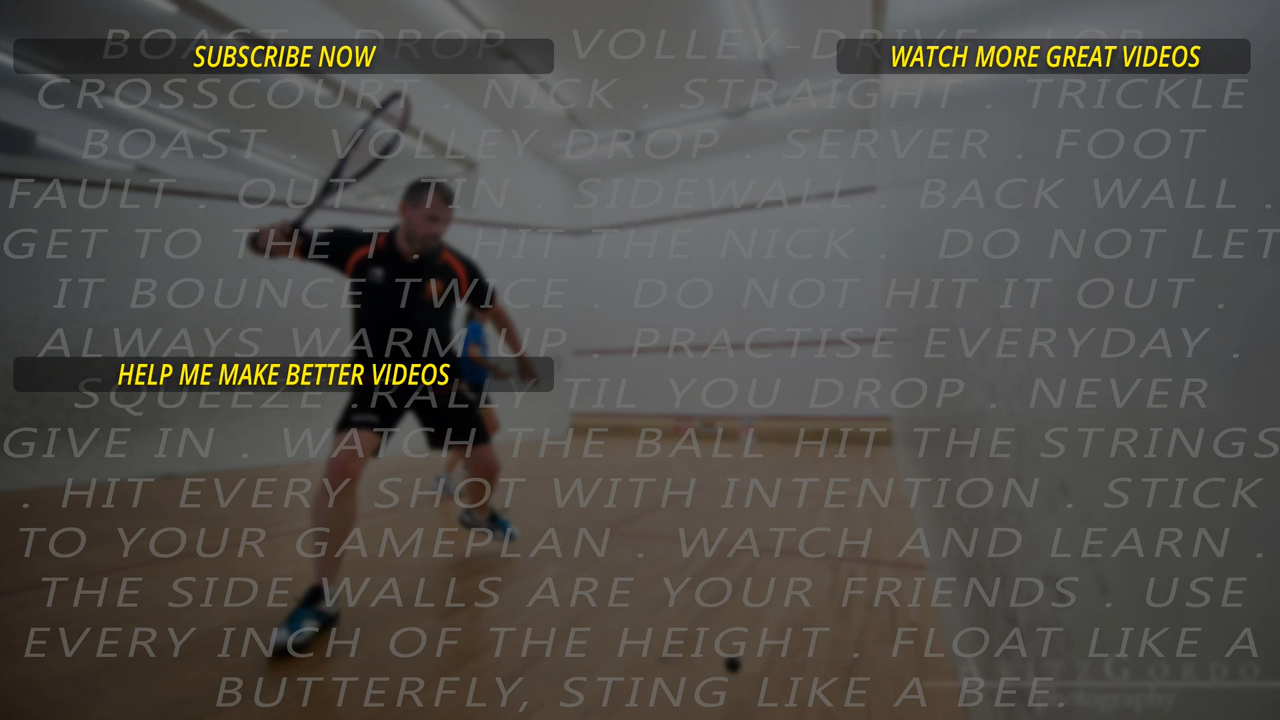 BOAST . DROP . VOLLEY-DRIVE . LOB .
SUBSCRIBE NOW
WATCH MORE GREAT VIDEOS
CROSSCOURT . NICK . STRAIGHT . TRICKLE
BOAST . VOLLEY DROP . SERVER . FOOT
FAULT . OUT . TIN . SIDEWALL . BACK WALL .
GET TO THE T . HIT THE NICK . DO NOT LET
IT BOUNCE TWICE . DO NOT HIT IT OUT .
ALWAYS WARM UP . PRACTISE EVERYDAY .
HELP ME MAKE BETTER VIDEOS
SQUEEZE .RALLY TIL YOU DROP . NEVER
GIVE IN . WATCH THE BALL HIT THE STRINGS
. HIT EVERY SHOT WITH INTENTION . STICK
TO YOUR GAMEPLAN . WATCH AND LEARN .
THE SIDE WALLS ARE YOUR FRIENDS . USE
EVERY INCH OF THE HEIGHT . FLOAT LIKE A
BUTTERFLY, STING LIKE A BEE.
photography